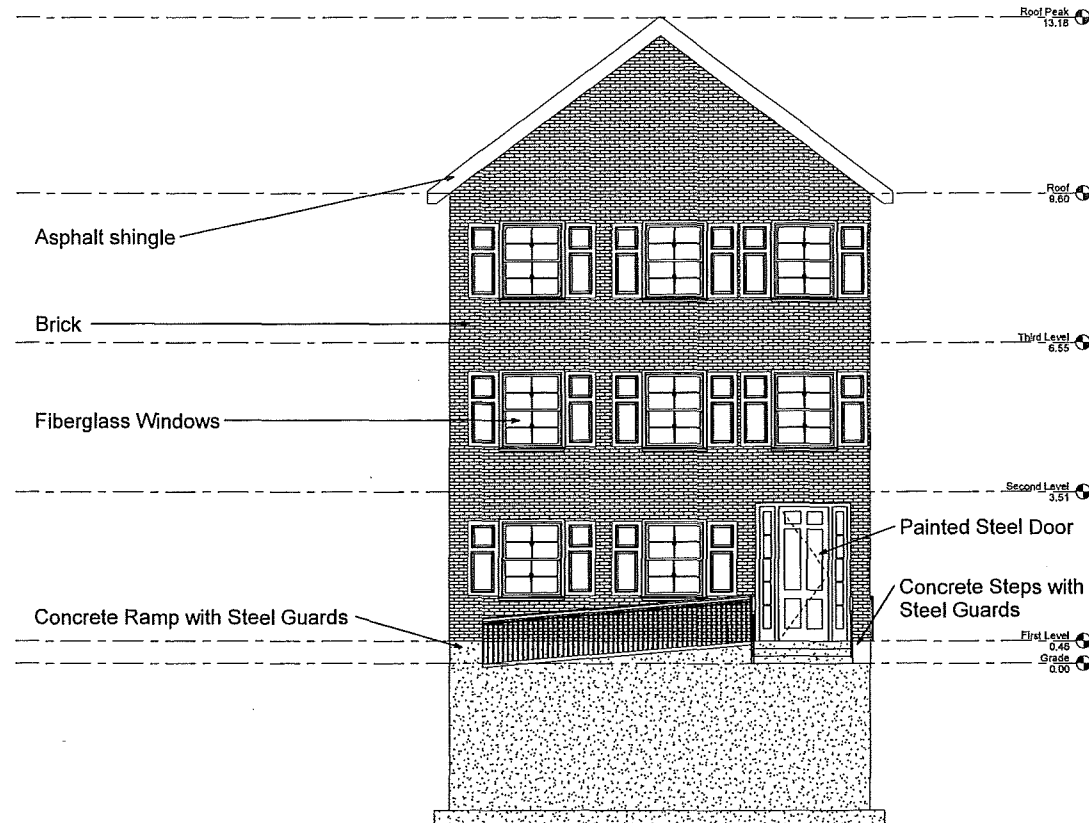 Roof Peak
13.18
Roof
9.60
Asphalt shingle
Brick
Third Level
6.55
Fiberglass Windows
Second Level
3.51
Painted Steel Door
Concrete Steps with
Steel Guards
Concrete Ramp with Steel Guards
First Level
0.46
Grade
0.00